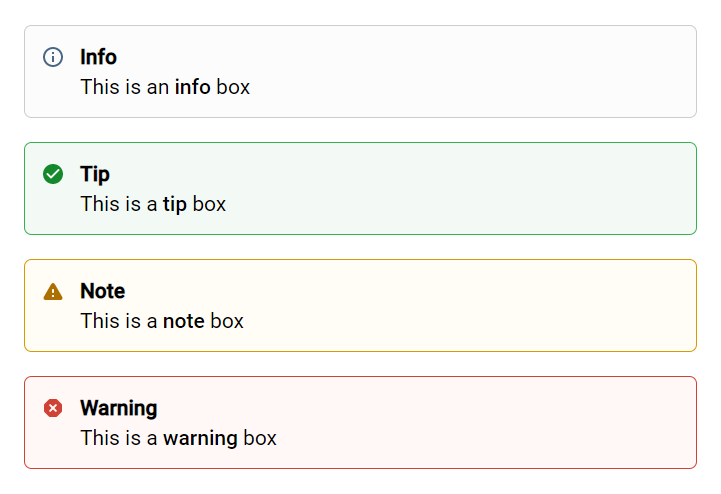 Info
This is an info box
Tip
This is a tip box
Note
This is a note box
Warning
This is a warning box